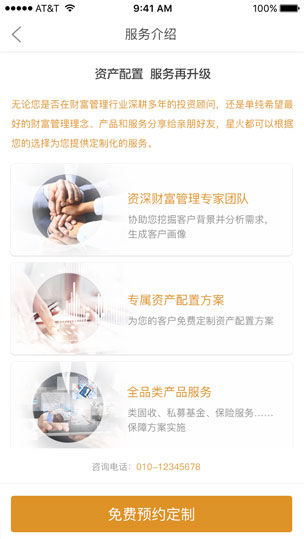 AT&T
9:41 AM
100%
服务介绍
资产配置 服务再升级
无论您是否在财富管理行业深耕多年的投资顾问，还是单纯希望最
好的财富管理理念、产品和服务分享给亲朋好友，星火都可以根据
您的选择为您提供定制化的服务。
资深财富管理专家团队
协助您挖掘客户背景并分析需求，
生成客户画像
专属资产配置方案
为您的客户免费定制资产配置方案
全品类产品服务
类固收、私募基金、保险服务……
保障方案实施
咨询电话：010-12345678
免费预约定制